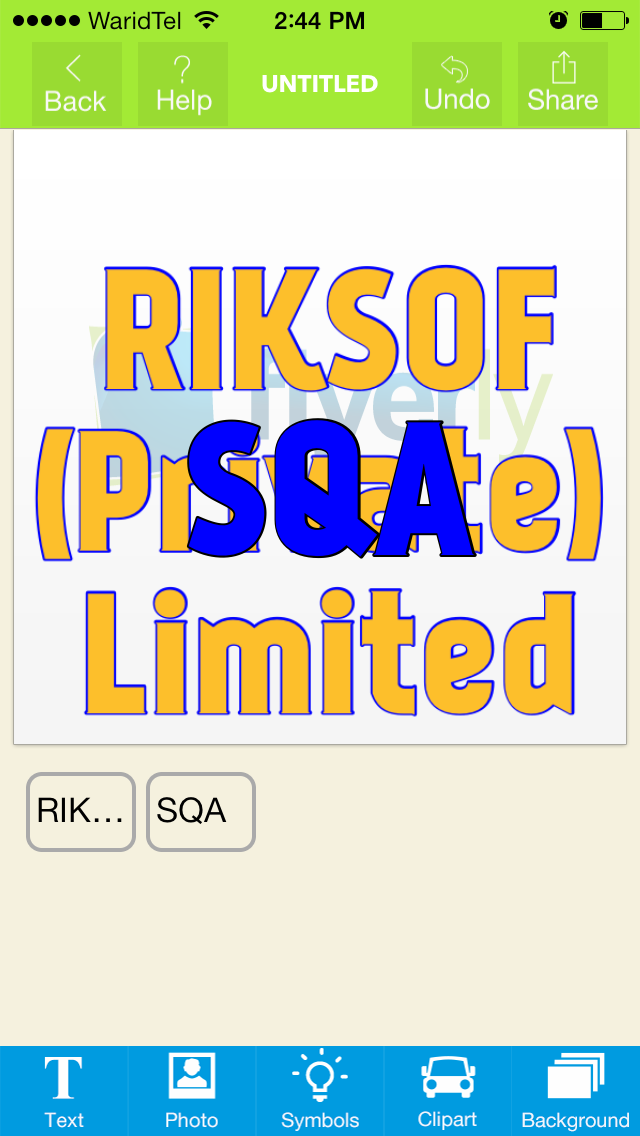 WaridTel 2:44 PM
Back Help UNTITLED Undo Share
RIKSOF
fiverly
(Private)
SQA
Limited
RIK... SQA
Text Photo Symbols Clipart Background